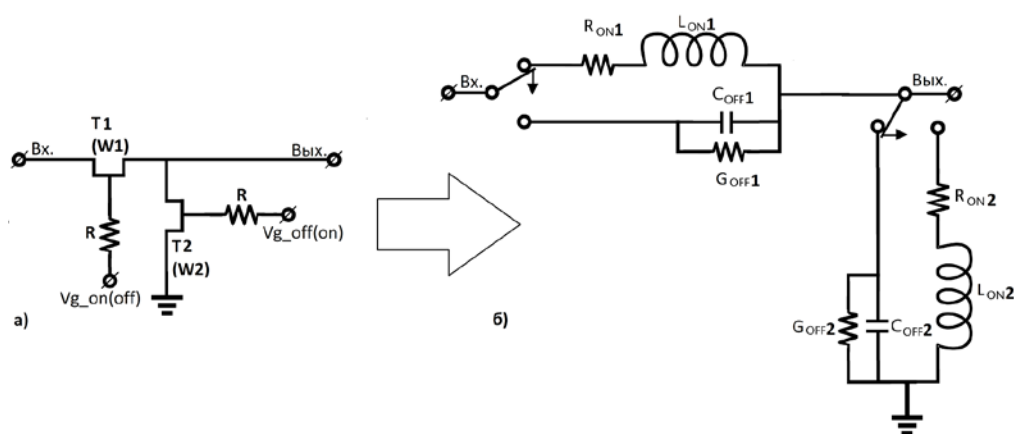 Вх.
T1
(W1)
Вых.
R
Vg_on(off)
R
Vg_off(on)
T2
(W2)
а)
Вх.
RON1
LON1
COFF1
GOFF1
Вых.
RON2
LON2
GOFF2
COFF2
б)